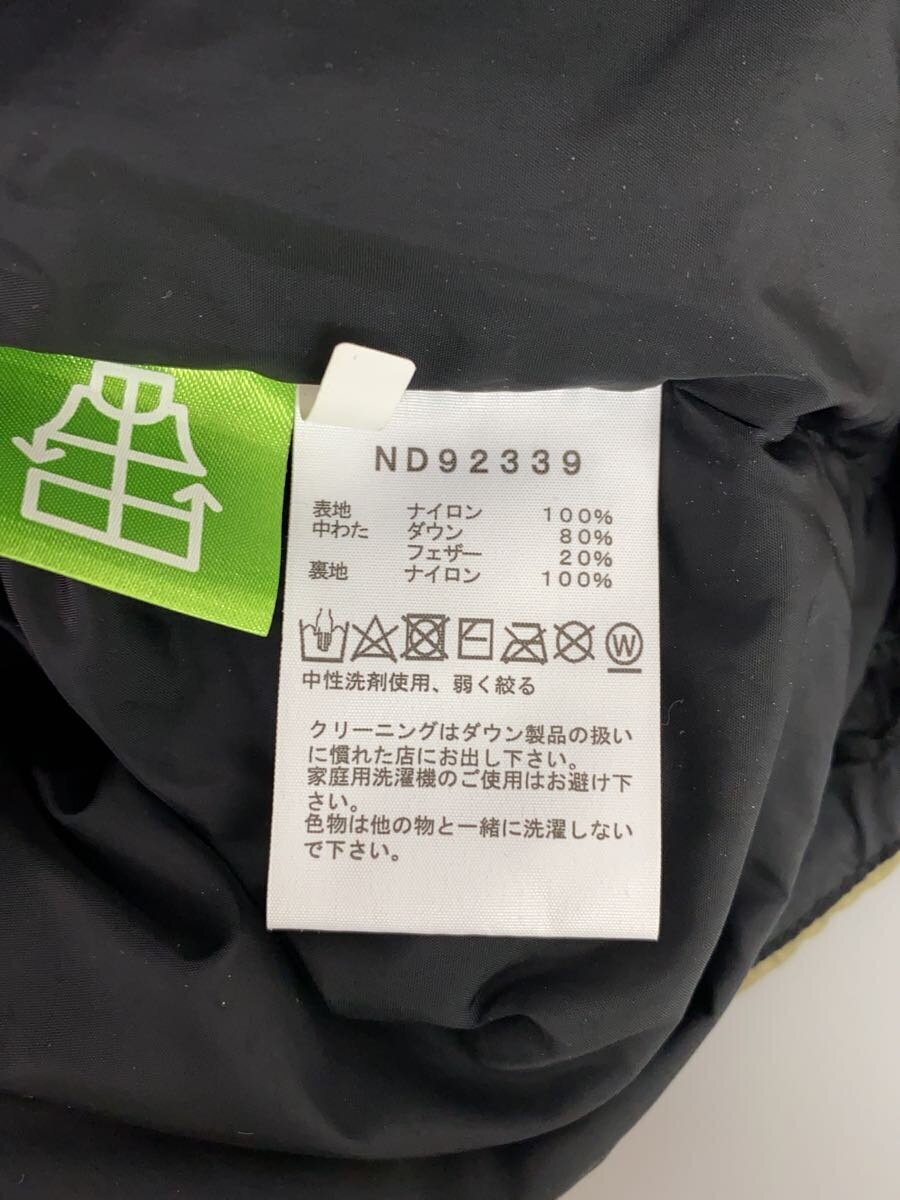 ND92339
表地 ナイロン 100%
中わた ダウン 80%
フェザー 20%
裏地 ナイロン 100%
W
中性洗剤使用、弱く絞る
クリーニングはダウン製品の扱い
に慣れた店にお出し下さい。
家庭用洗濯機のご使用はお避け下
さい。
色物は他の物と一緒に洗濯しない
で下さい。